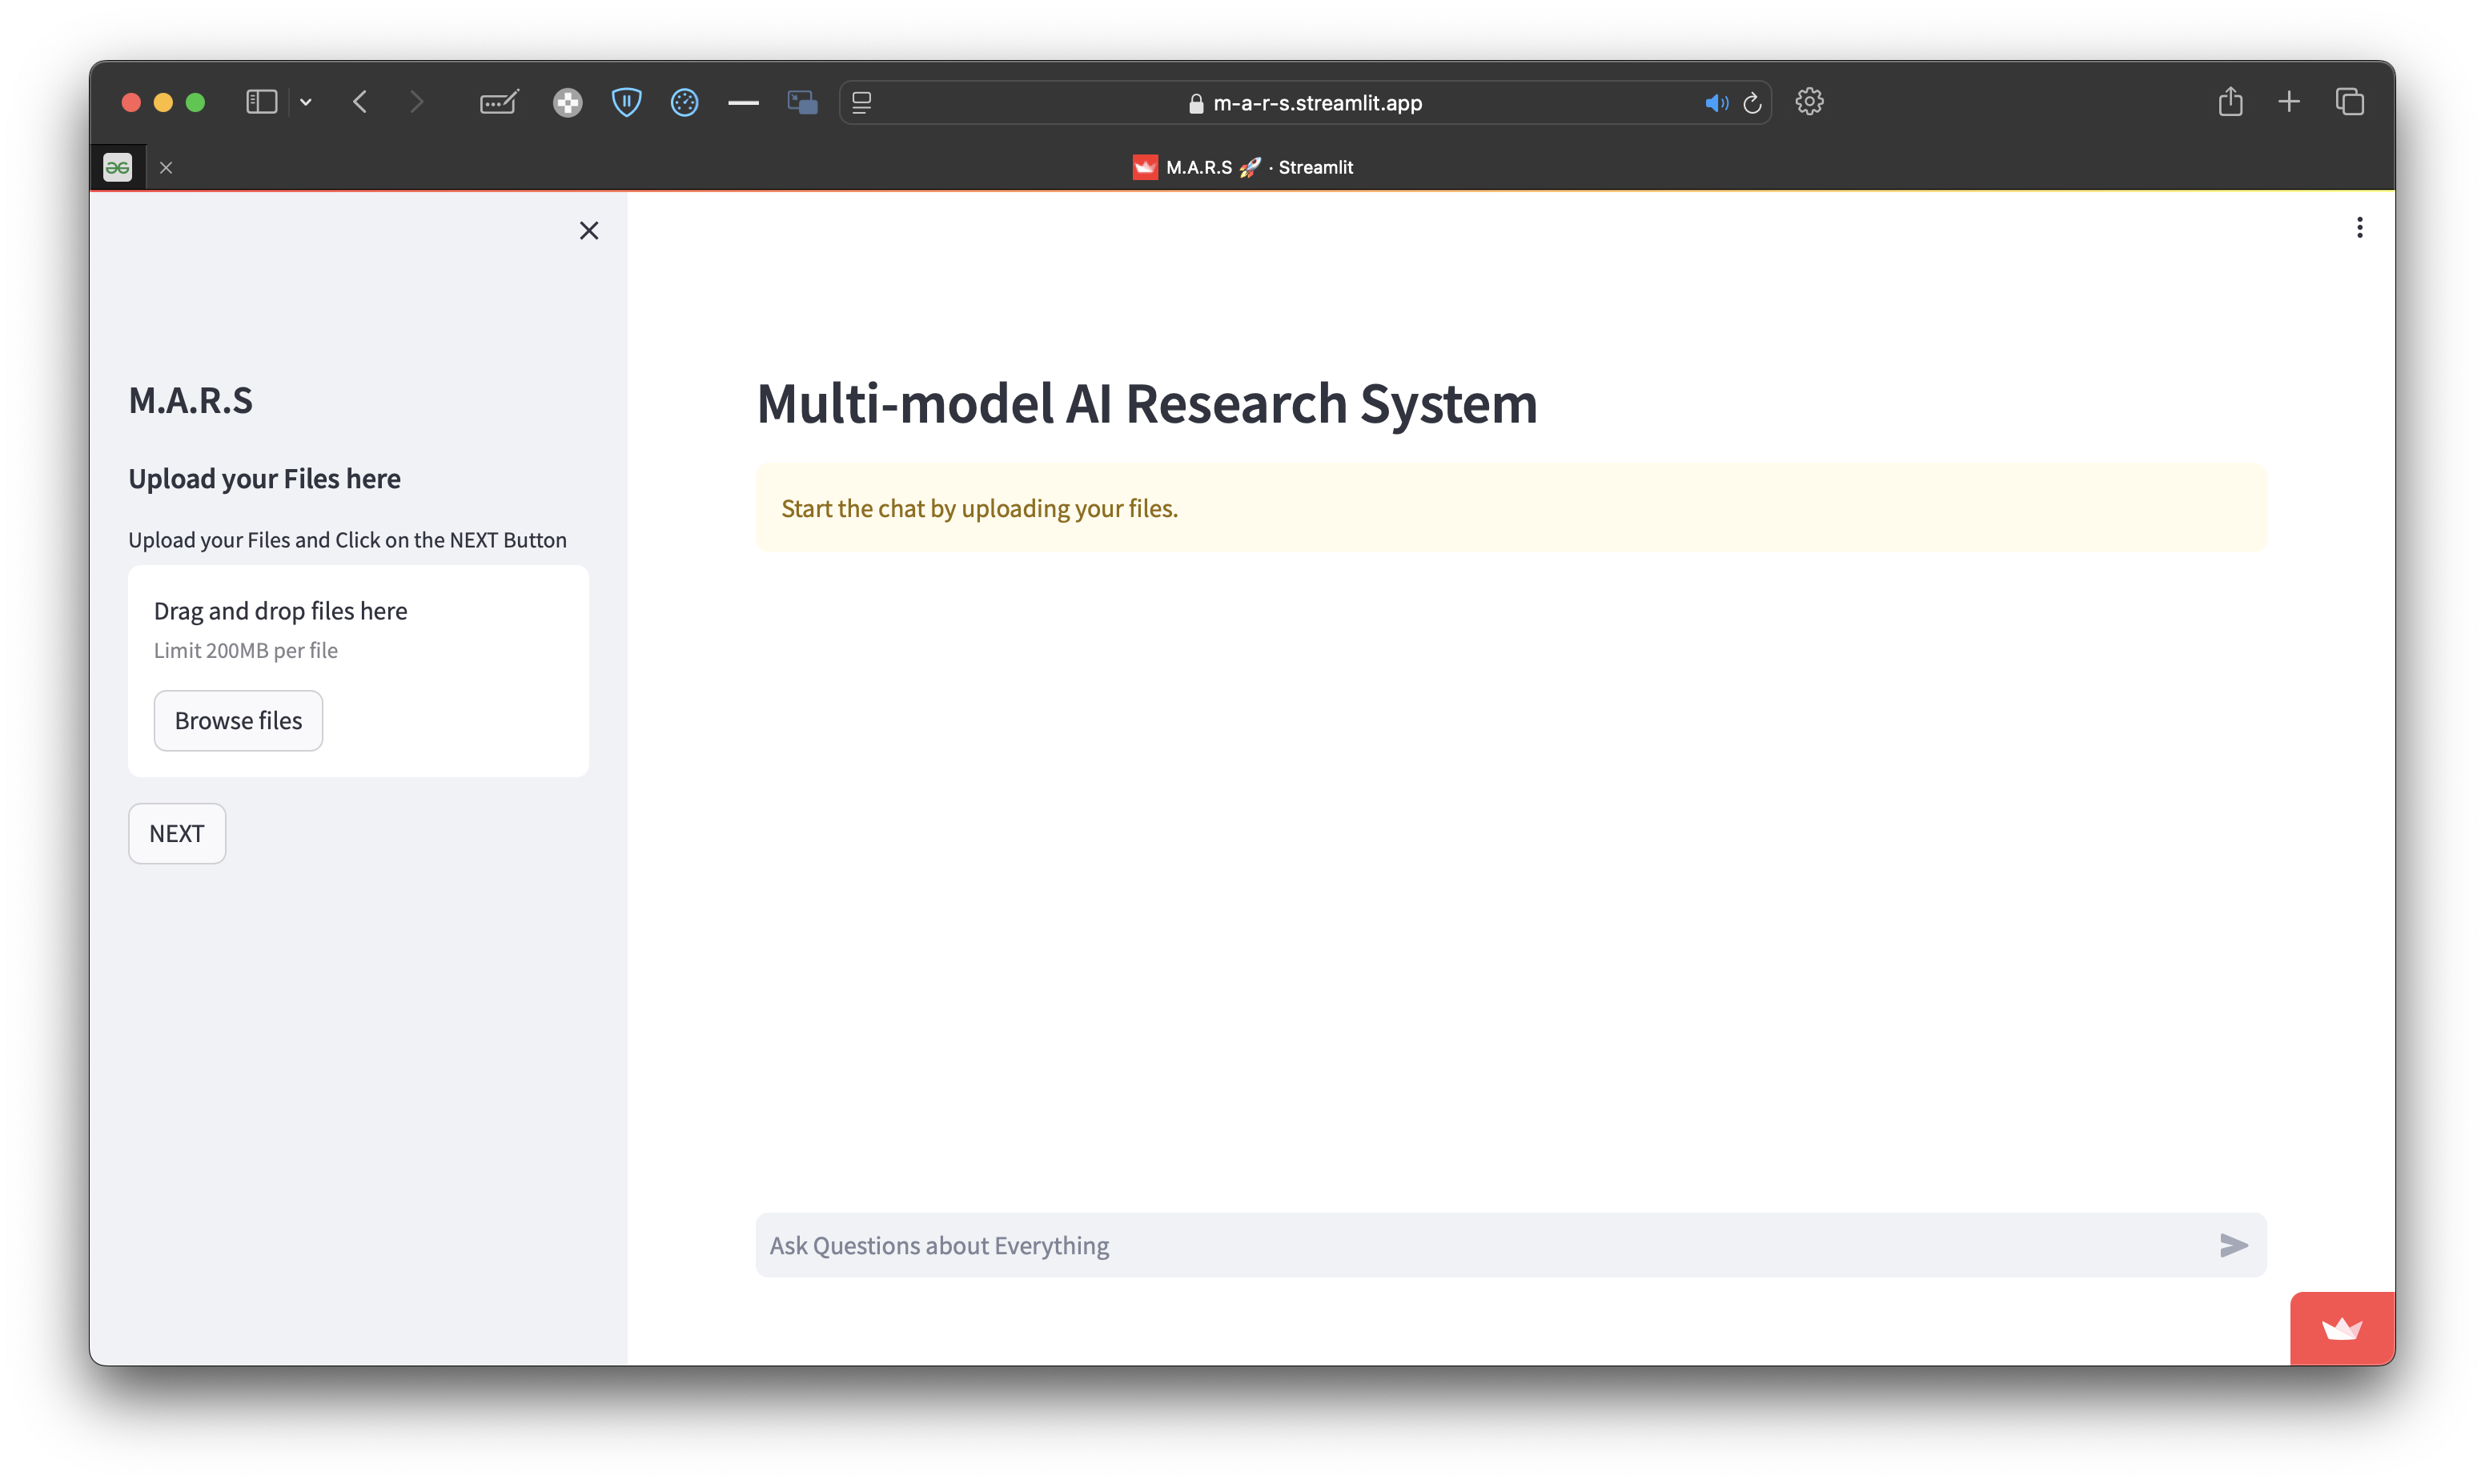 m-a-r-s.streamlit.app
M.A.R.S 🚀 · Streamlit
M.A.R.S
Upload your Files here
Upload your Files and Click on the NEXT Button
Drag and drop files here
Limit 200MB per file
Browse files
NEXT
Multi-model AI Research System
Start the chat by uploading your files.
Ask Questions about Everything